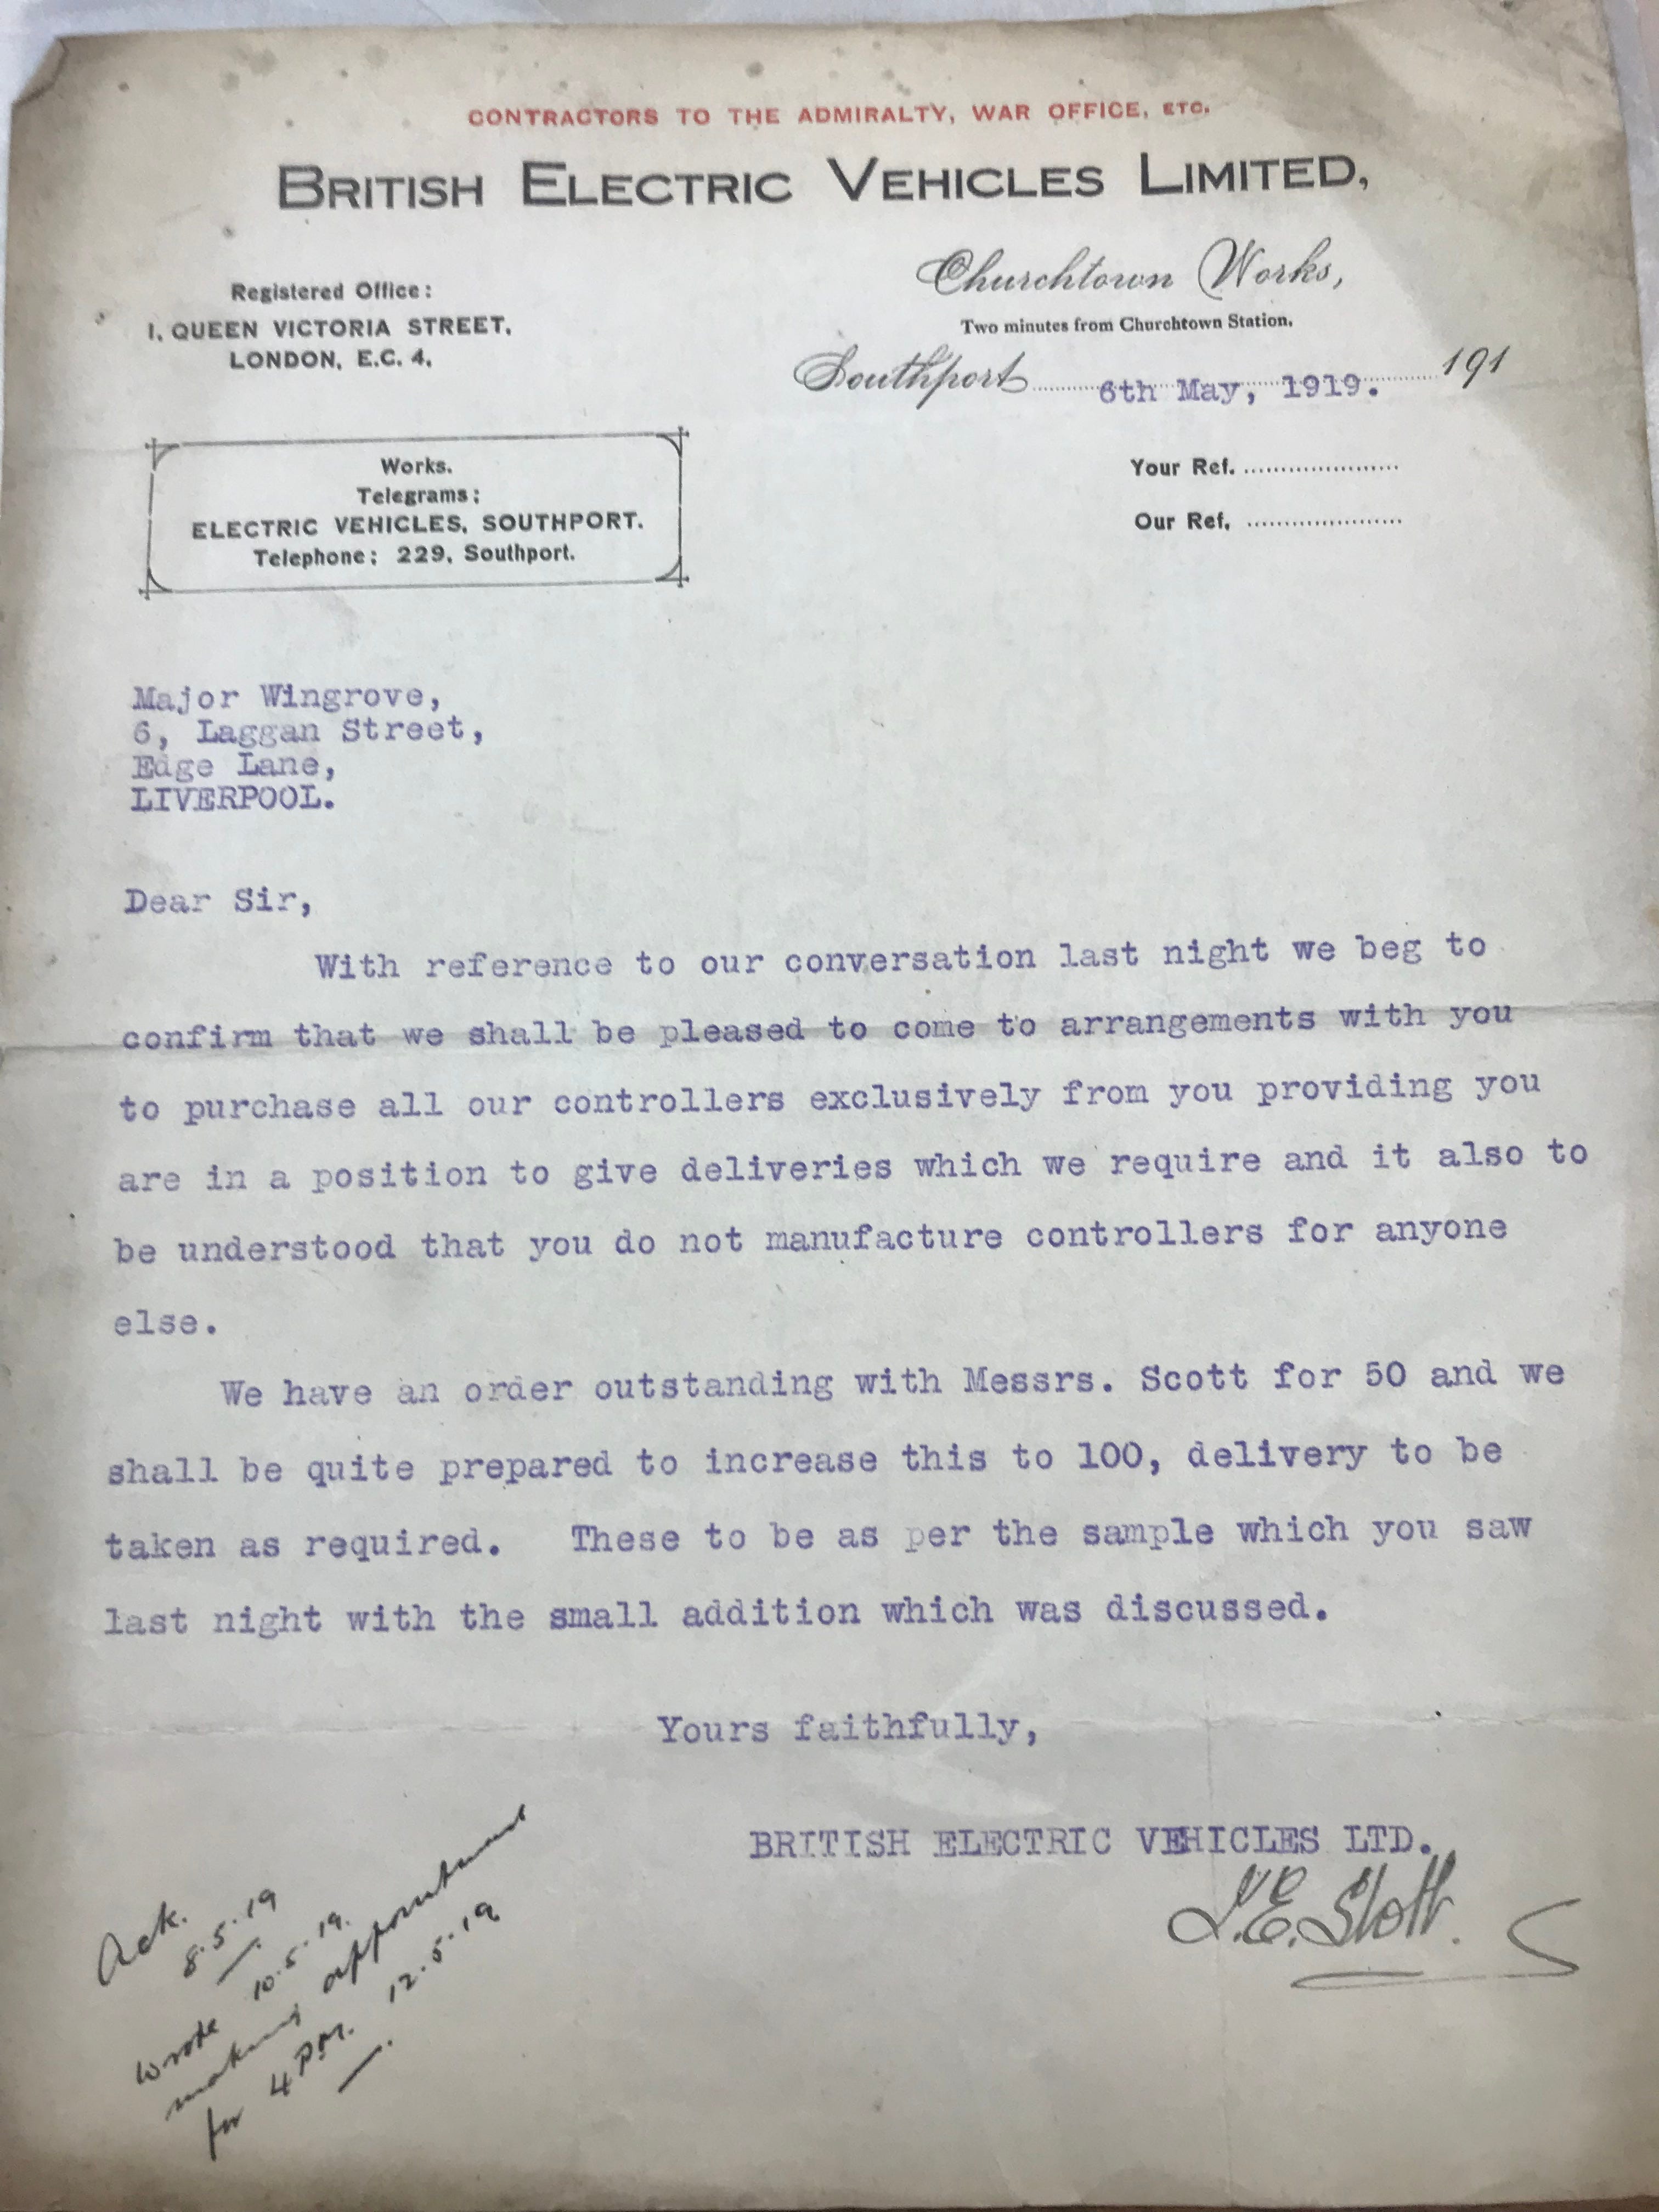 CONTRACTORS TO THE ADMIRALTY, WAR OFFICE, ETC.
BRITISH ELECTRIC VEHICLES LIMITED,
Registered Office:
1, QUEEN VICTORIA STREET,
LONDON, E.C. 4.
Churchtown Works,
Two minutes from Churchtown Station.
Southport 6th May, 1919. 191
Works.
Telegrams:
ELECTRIC VEHICLES, SOUTHPORT.
Telephone: 229, Southport.
Your Ref. ......................
Our Ref. ......................
Major Wingrove,
6, Laggan Street,
Edge Lane,
LIVERPOOL.
Dear Sir,
With reference to our conversation last night we beg to
confirm that we shall be pleased to come to arrangements with you
to purchase all our controllers exclusively from you providing you
are in a position to give deliveries which we require and it also to
be understood that you do not manufacture controllers for anyone
else.
We have an order outstanding with Messrs. Scott for 50 and we
shall be quite prepared to increase this to 100, delivery to be
taken as required. These to be as per the sample which you saw
last night with the small addition which was discussed.
Yours faithfully,
BRITISH ELECTRIC VEHICLES LTD.
Ack.
8.5.19
wrote 10.5.19.
making appointment
for 4 P.M. 12.5.19